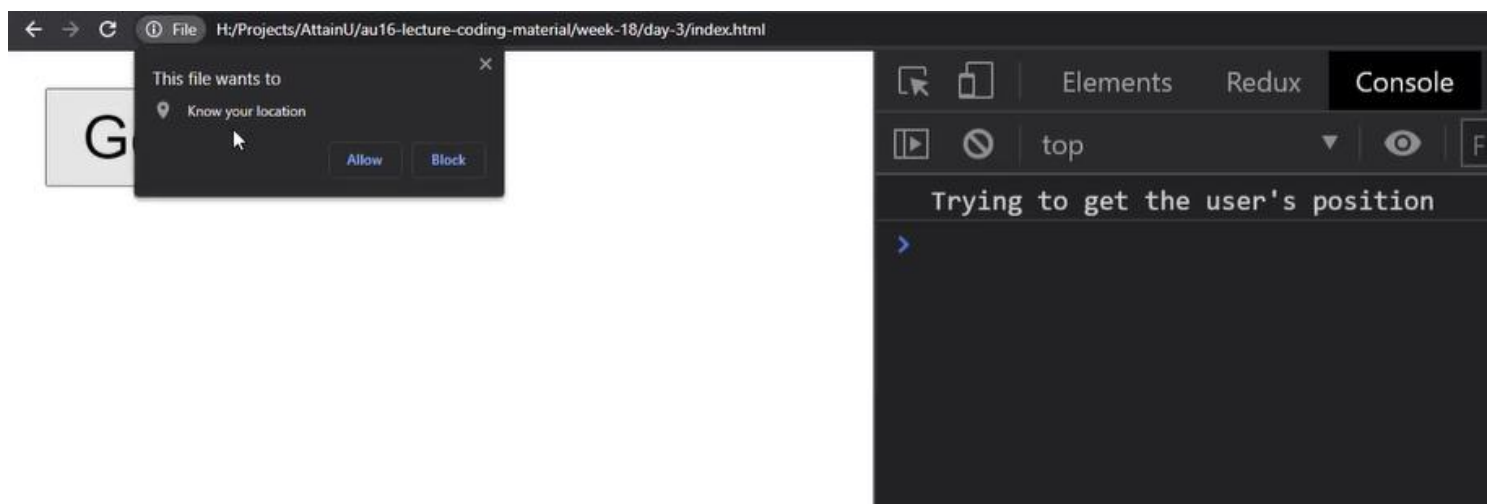 File H:/Projects/AttainU/au16-lecture-coding-material/week-18/day-3/index.html
This file wants to
Know your location
Allow Block
Elements Redux Console
top
Trying to get the user's position